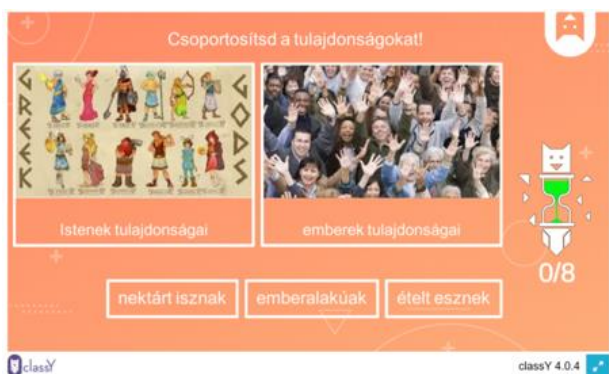 Csoportosítsd a tulajdonságokat!
GREEK
GODS
Istenek tulajdonságai
emberek tulajdonságai
0/8
nektárt isznak
emberalakúak
ételt esznek
classY
classY 4.0.4